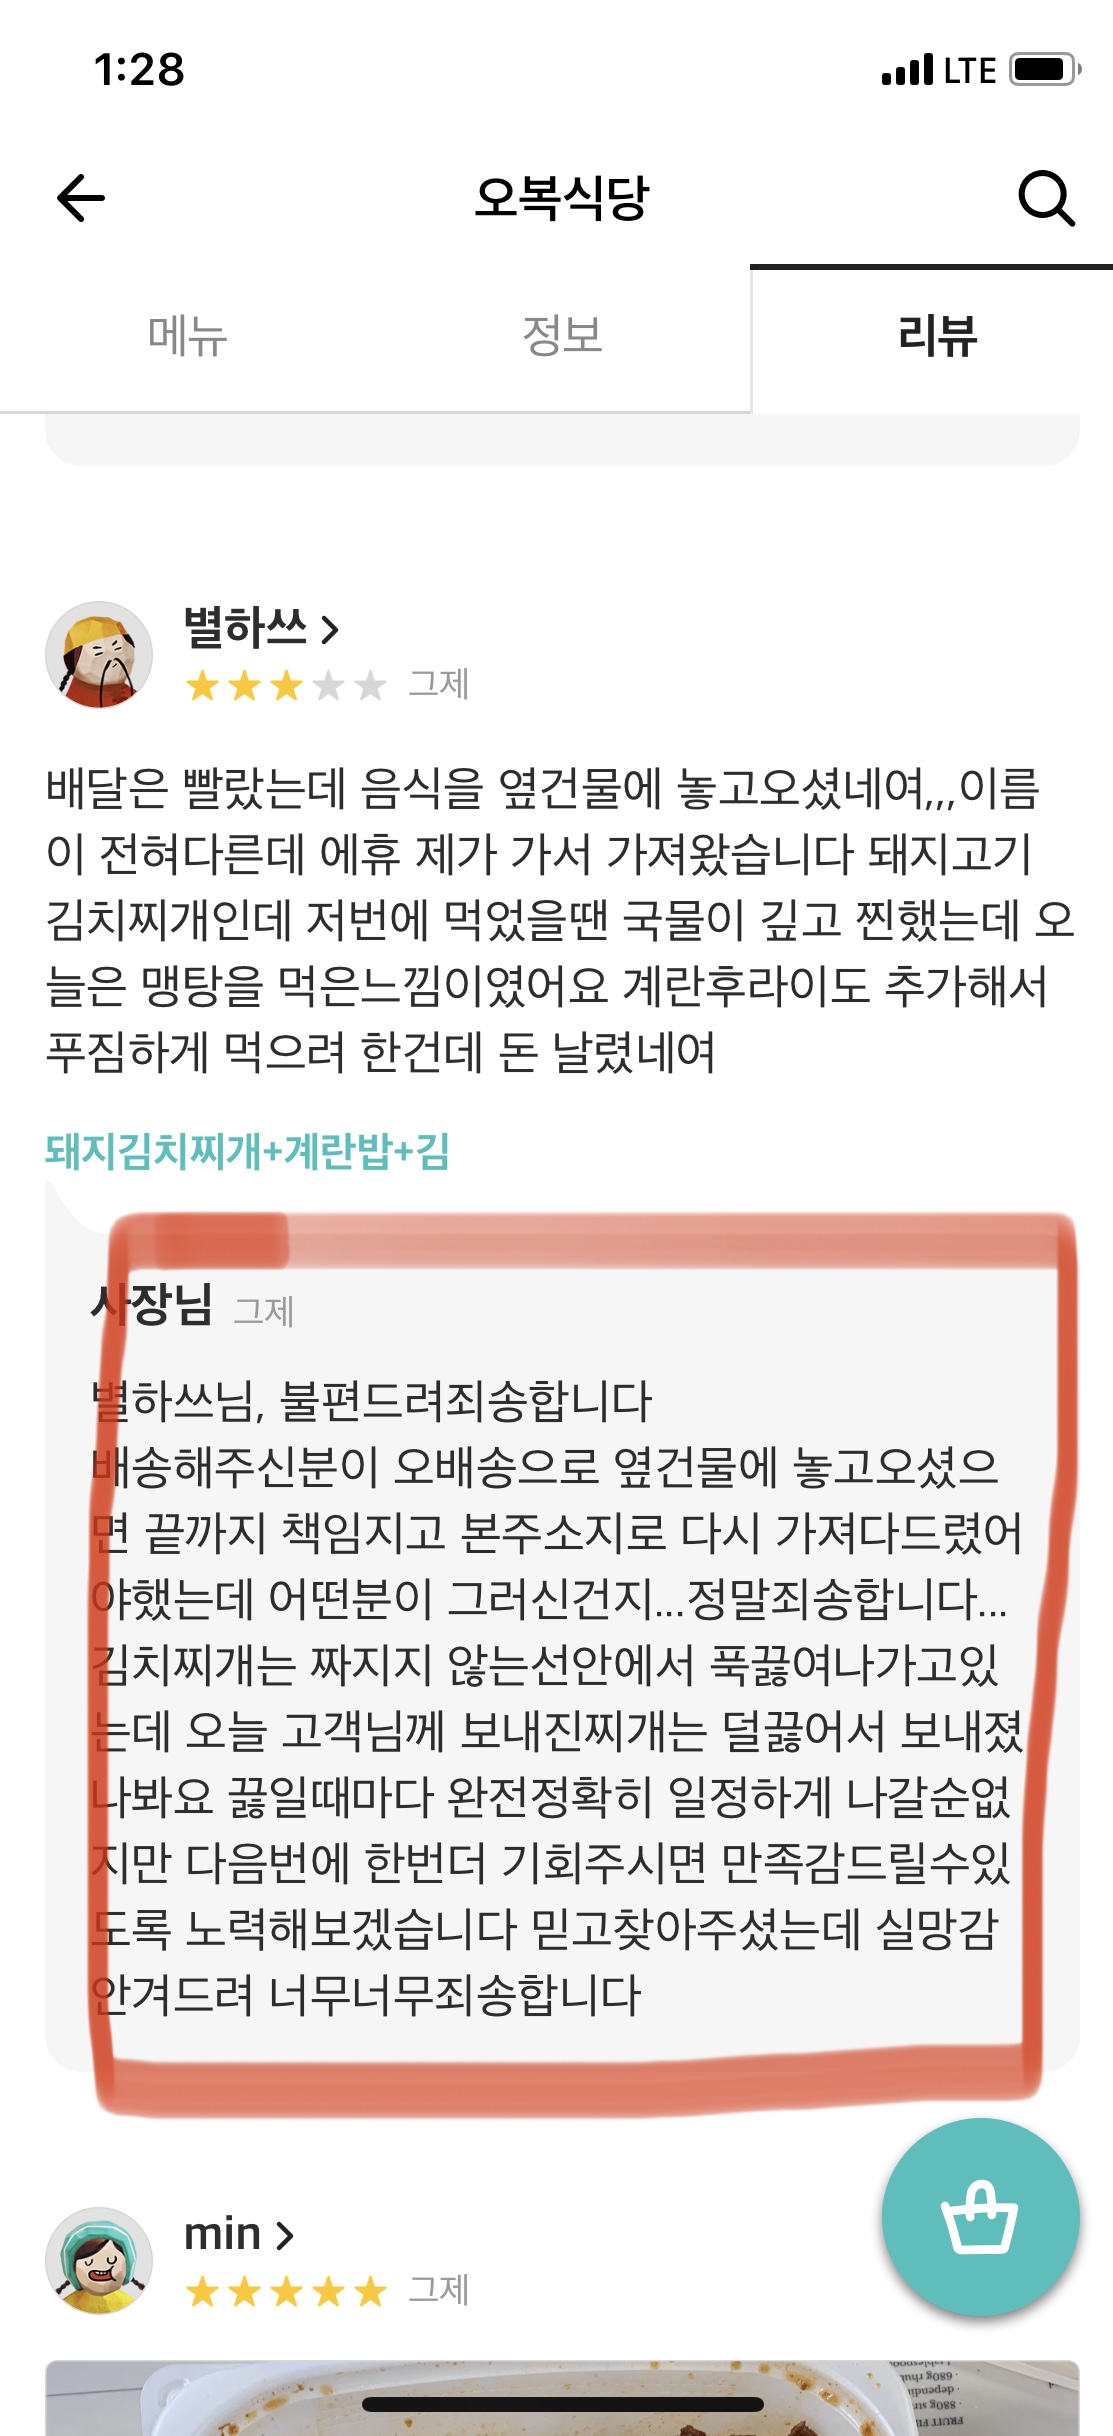 1:28 LTE
오복식당
메뉴 정보 리뷰
별하쓰
그제
배달은 빨랐는데 음식을 옆건물에 놓고오셨네여,,,이름
이 전혀다른데 에휴 제가 가서 가져왔습니다 돼지고기
김치찌개인데 저번에 먹었을땐 국물이 깊고 찐했는데 오
늘은 맹탕을 먹은느낌이였어요 계란후라이도 추가해서
푸짐하게 먹으려 한건데 돈 날렸네여
돼지김치찌개+계란밥+김
사장님 그제
별하쓰님, 불편드려죄송합니다
배송해주신분이 오배송으로 옆건물에 놓고오셨으
면 끝까지 책임지고 본주소지로 다시 가져다드렸어
야했는데 어떤분이 그러신건지...정말죄송합니다...
김치찌개는 짜지지 않는선안에서 푹끓여나가고있
는데 오늘 고객님께 보내진찌개는 덜끓어서 보내졌
나봐요 끓일때마다 완전정확히 일정하게 나갈순없
지만 다음번에 한번더 기회주시면 만족감드릴수있
도록 노력해보겠습니다 믿고찾아주셨는데 실망감
안겨드려 너무너무죄송합니다
min
그제